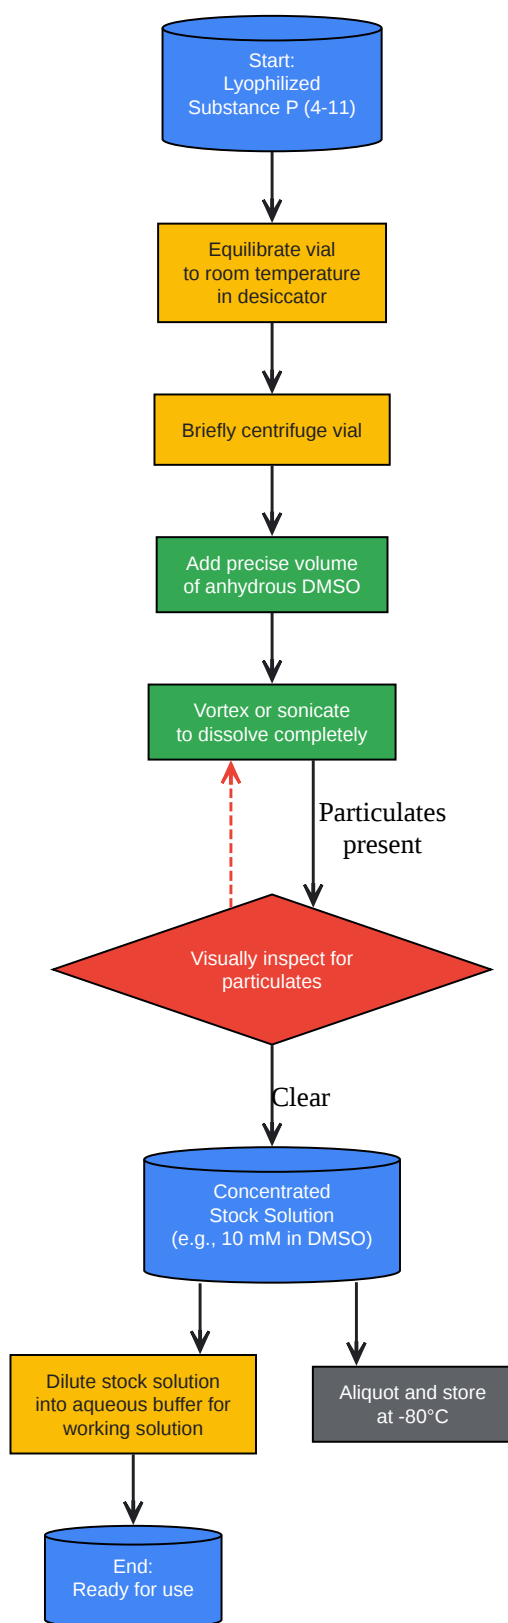 Start:
Lyophilized
Substance P (4-11)
Equilibrate vial
to room temperature
in desiccator
Briefly centrifuge vial
Add precise volume
of anhydrous DMSO
Vortex or sonicate
to dissolve completely
Particulates
present
Visually inspect for
particulates
Clear
Concentrated
Stock Solution
(e.g., 10 mM in DMSO)
Dilute stock solution
into aqueous buffer for
working solution
Aliquot and store
at -80°C
End:
Ready for use